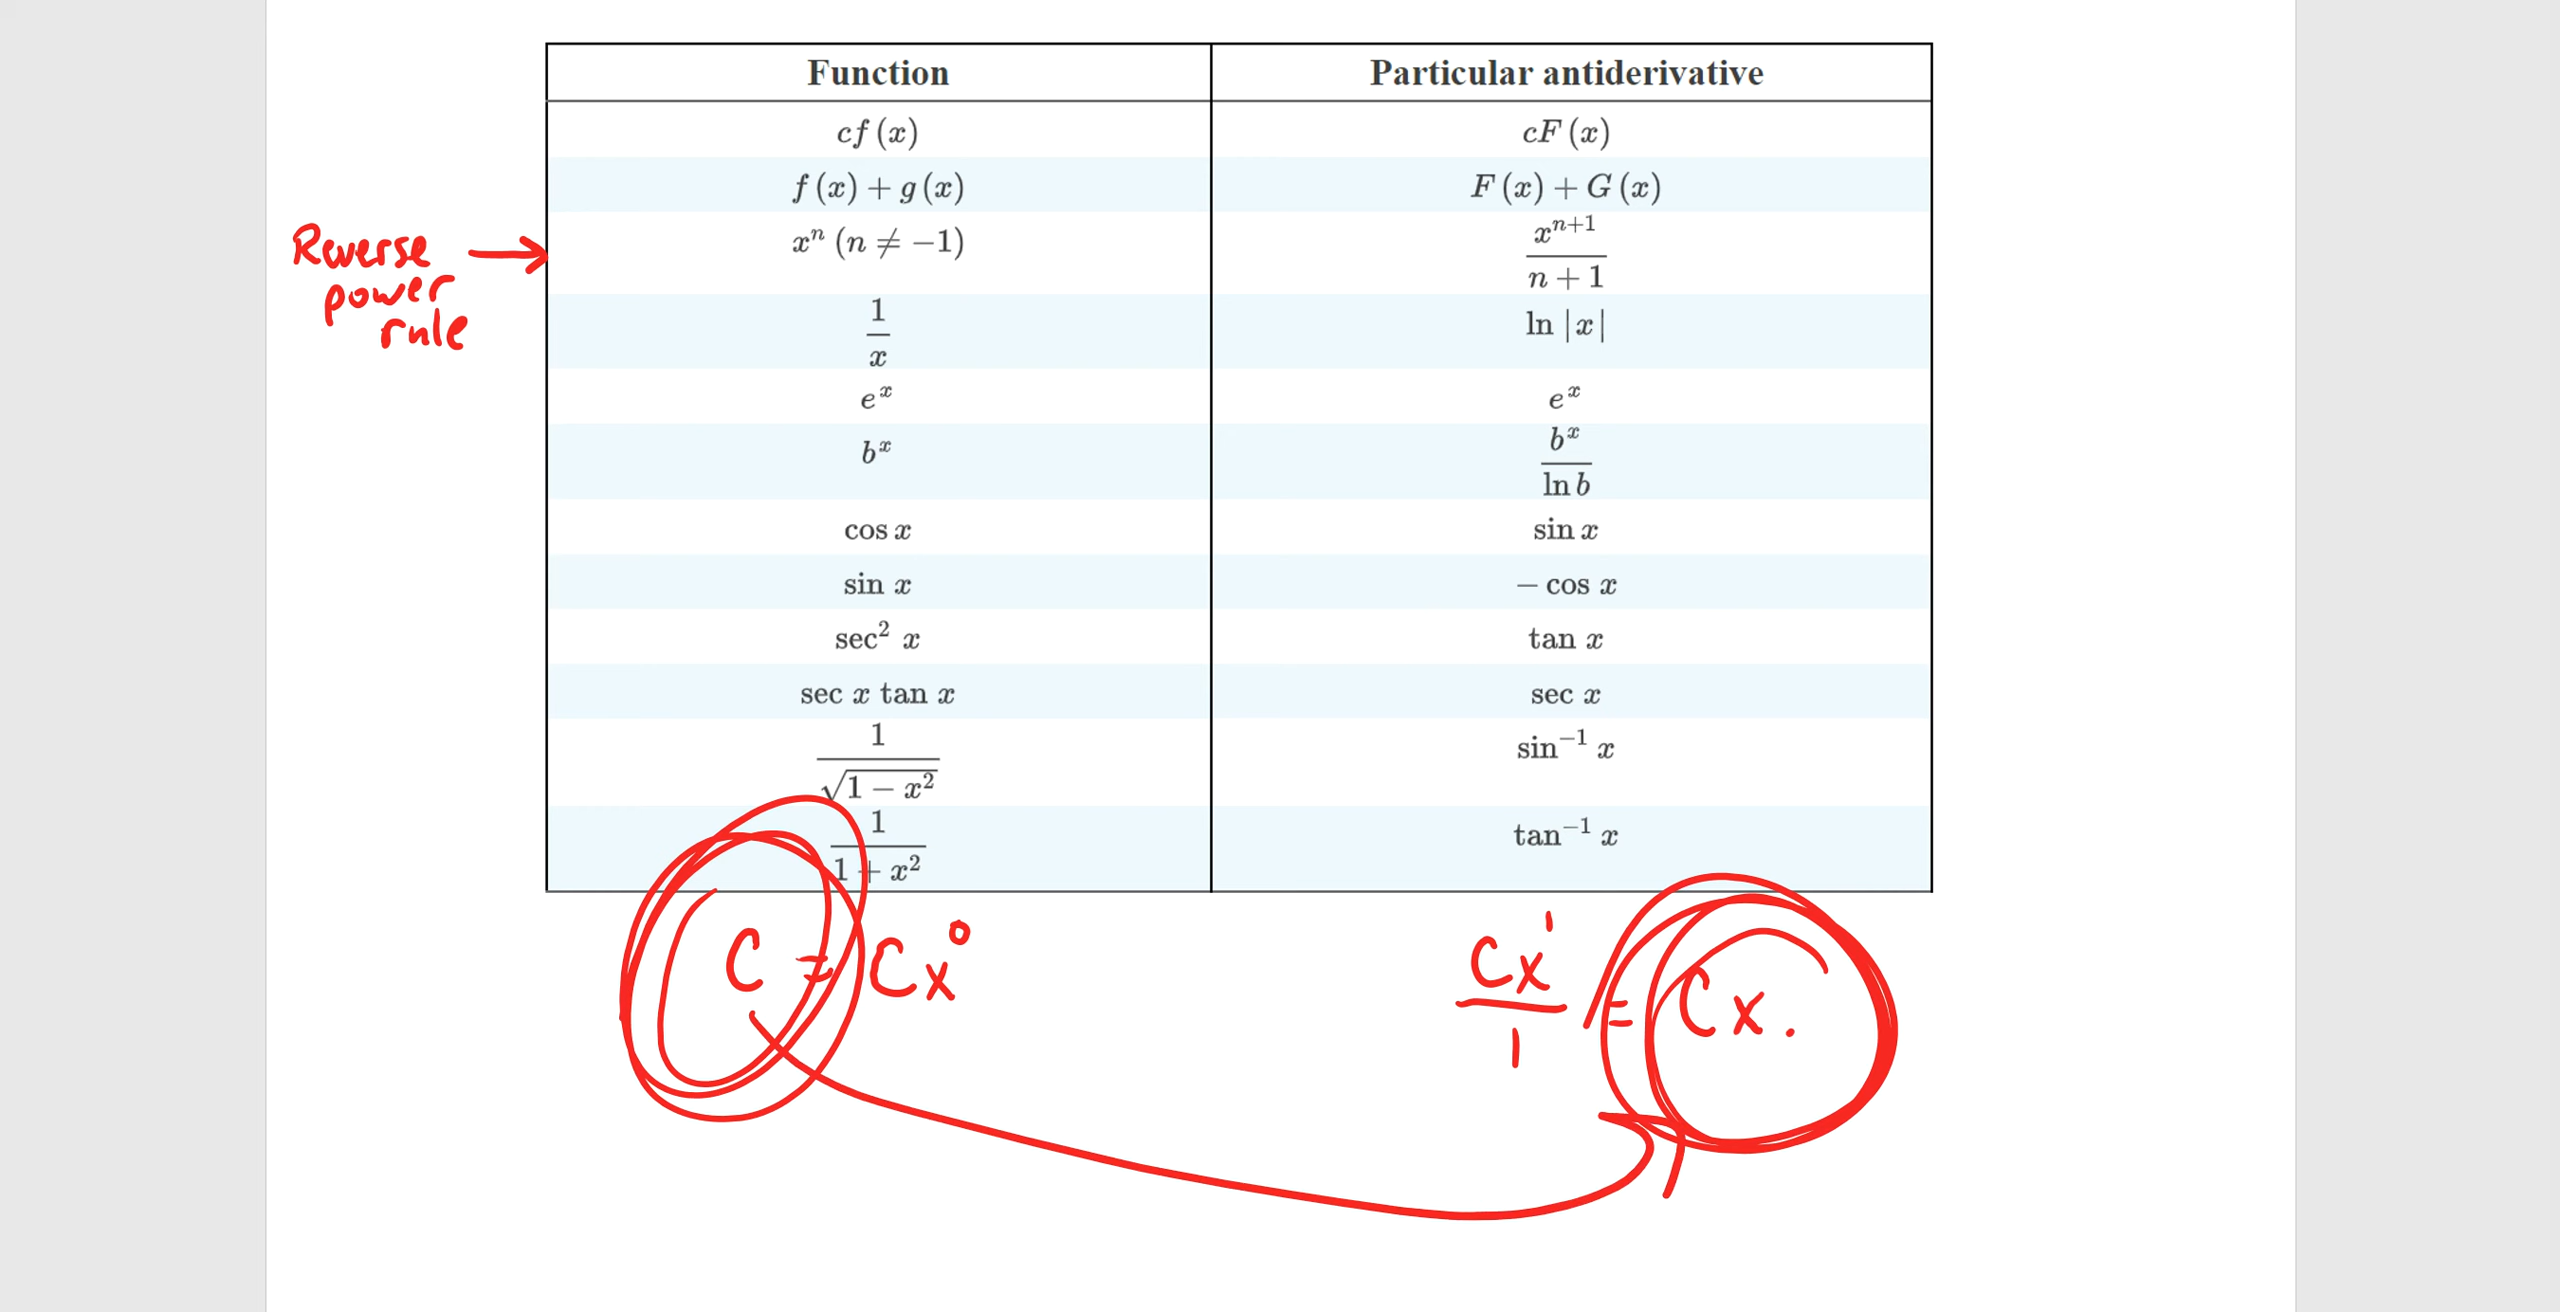 Function Particular antiderivative
cf (x) cF (x)
f (x) + g (x) F (x) + G (x)
Reverse power rule → xⁿ (n ≠ −1) xⁿ⁺¹/(n + 1)
1/x ln |x|
eˣ eˣ
bˣ bˣ/ln b
cos x sin x
sin x − cos x
sec² x tan x
sec x tan x sec x
1/√(1 − x²) sin⁻¹ x
1/(1 + x²) tan⁻¹ x
C = Cx⁰ Cx¹/1 = Cx.